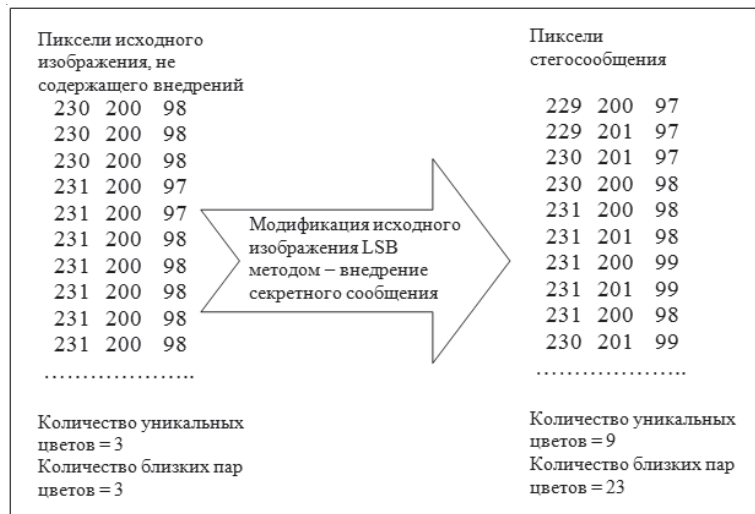 Пиксели исходного
изображения, не
содержащего внедрений
230 200 98
230 200 98
230 200 98
231 200 97
231 200 97
231 200 98
231 200 98
231 200 98
231 200 98
231 200 98
………………..
Количество уникальных
цветов = 3
Количество близких пар
цветов = 3
Модификация исходного
изображения LSB
методом – внедрение
секретного сообщения
Пиксели
стегосообщения
229 200 97
229 201 97
230 201 97
230 200 98
231 200 98
231 201 98
231 200 99
231 201 99
231 200 98
230 201 99
………………..
Количество уникальных
цветов = 9
Количество близких пар
цветов = 23